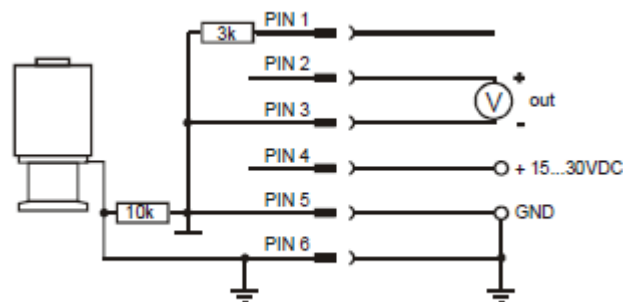 PIN 1
3k
PIN 2
+
V out
PIN 3
-
PIN 4
+ 15...30VDC
PIN 5
10k
GND
PIN 6